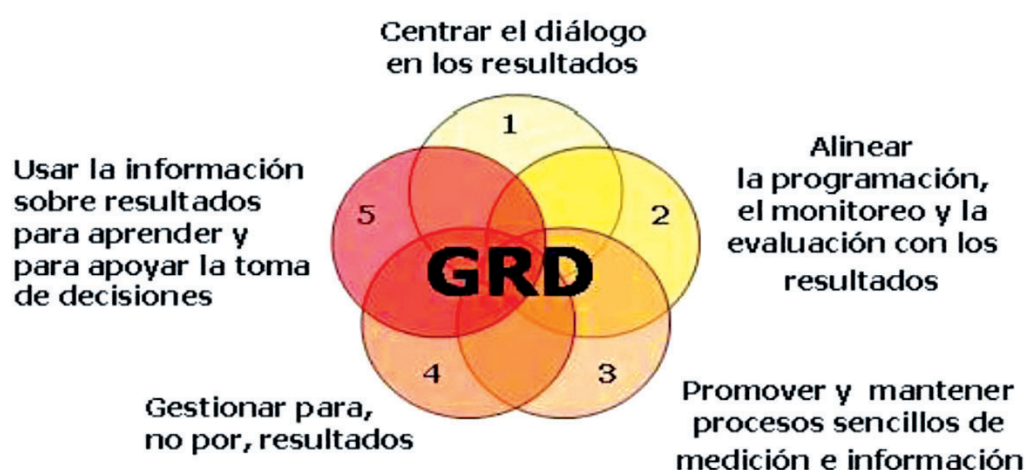 Centrar el diálogo
en los resultados
1
Alinear
la programación,
el monitoreo y la
evaluación con los
resultados
2
Promover y mantener
procesos sencillos de
medición e información
3
Gestionar para,
no por, resultados
4
Usar la información
sobre resultados
para aprender y
para apoyar la toma
de decisiones
5
GRD